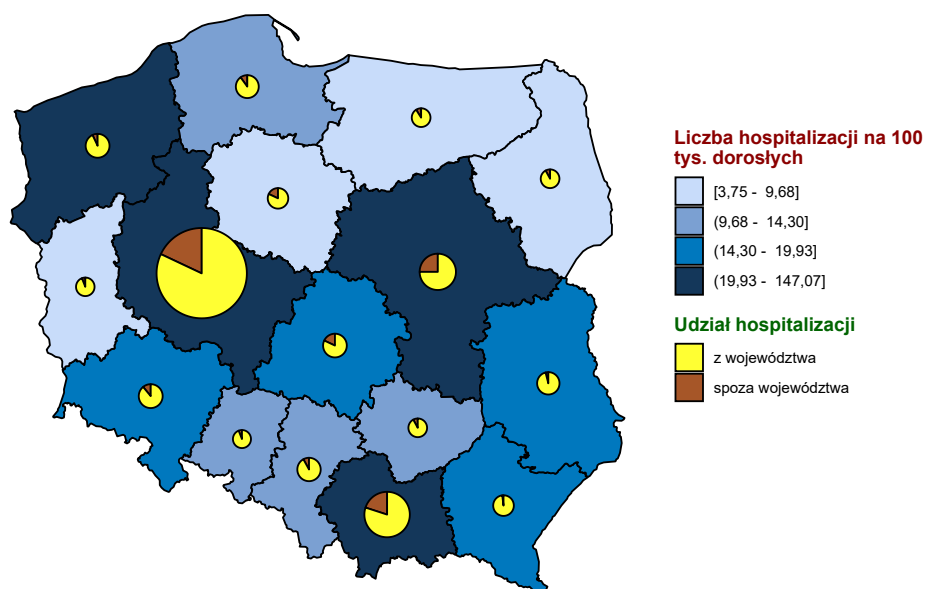 Liczba hospitalizacji na 100
tys. dorosłych
[3,75 - 9,68]
(9,68 - 14,30]
(14,30 - 19,93]
(19,93 - 147,07]
Udział hospitalizacji
z województwa
spoza województwa